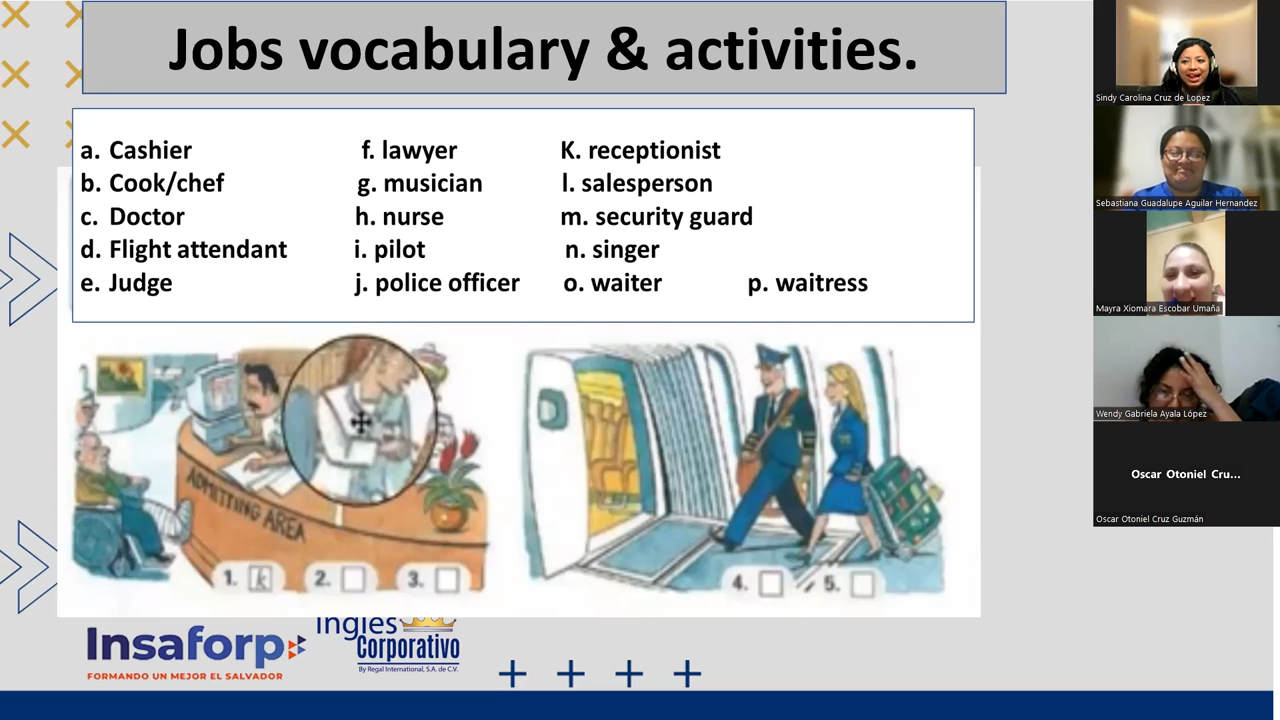 Jobs vocabulary & activities.
a. Cashier f. lawyer K. receptionist
b. Cook/chef g. musician l. salesperson
c. Doctor h. nurse m. security guard
d. Flight attendant i. pilot n. singer
e. Judge j. police officer o. waiter p. waitress
ADMITTING AREA
1. k 2. 3.
4. 5.
Insaforp
FORMANDO UN MEJOR EL SALVADOR
Inglés
Corporativo
By Regal International, S.A. de C.V.
Sindy Carolina Cruz de Lopez
Sebastiana Guadalupe Aguilar Hernandez
Mayra Xiomara Escobar Umaña
Wendy Gabriela Ayala López
Oscar Otoniel Cru...
Oscar Otoniel Cruz Guzmán